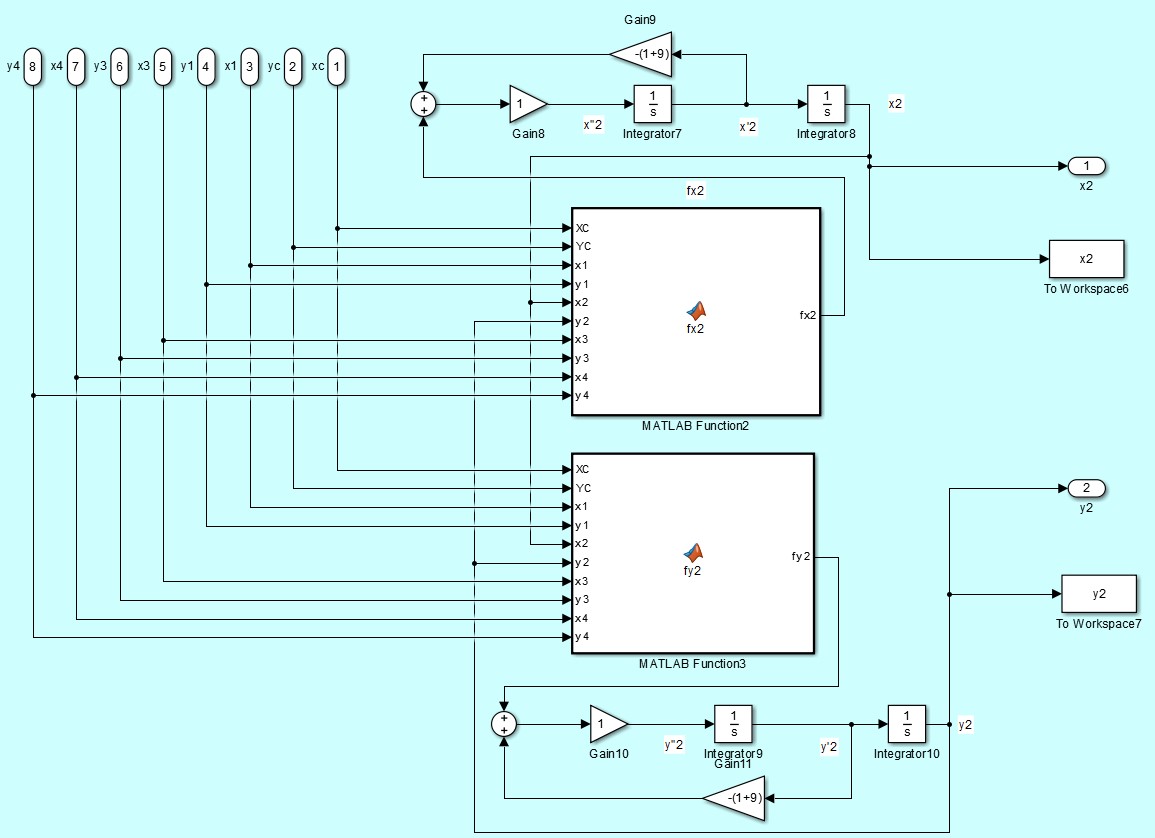 Gain9
-(1+9)
y4 8 x4 7 y3 6 x3 5 y1 4 x1 3 yc 2 xc 1
+
+
1
Gain8
x"2
1
s
Integrator7
x'2
1
s
Integrator8
x2
1
x2
fx2
XC
YC
x1
y1
x2
y2
x3
y3
x4
y4
fx2
fx2
MATLAB Function2
x2
To Workspace6
XC
YC
x1
y1
x2
y2
x3
y3
x4
y4
fy2
fy2
MATLAB Function3
2
y2
y2
To Workspace7
+
+
1
Gain10
y"2
1
s
Integrator9
y'2
1
s
Integrator10
y2
Gain11
-(1+9)